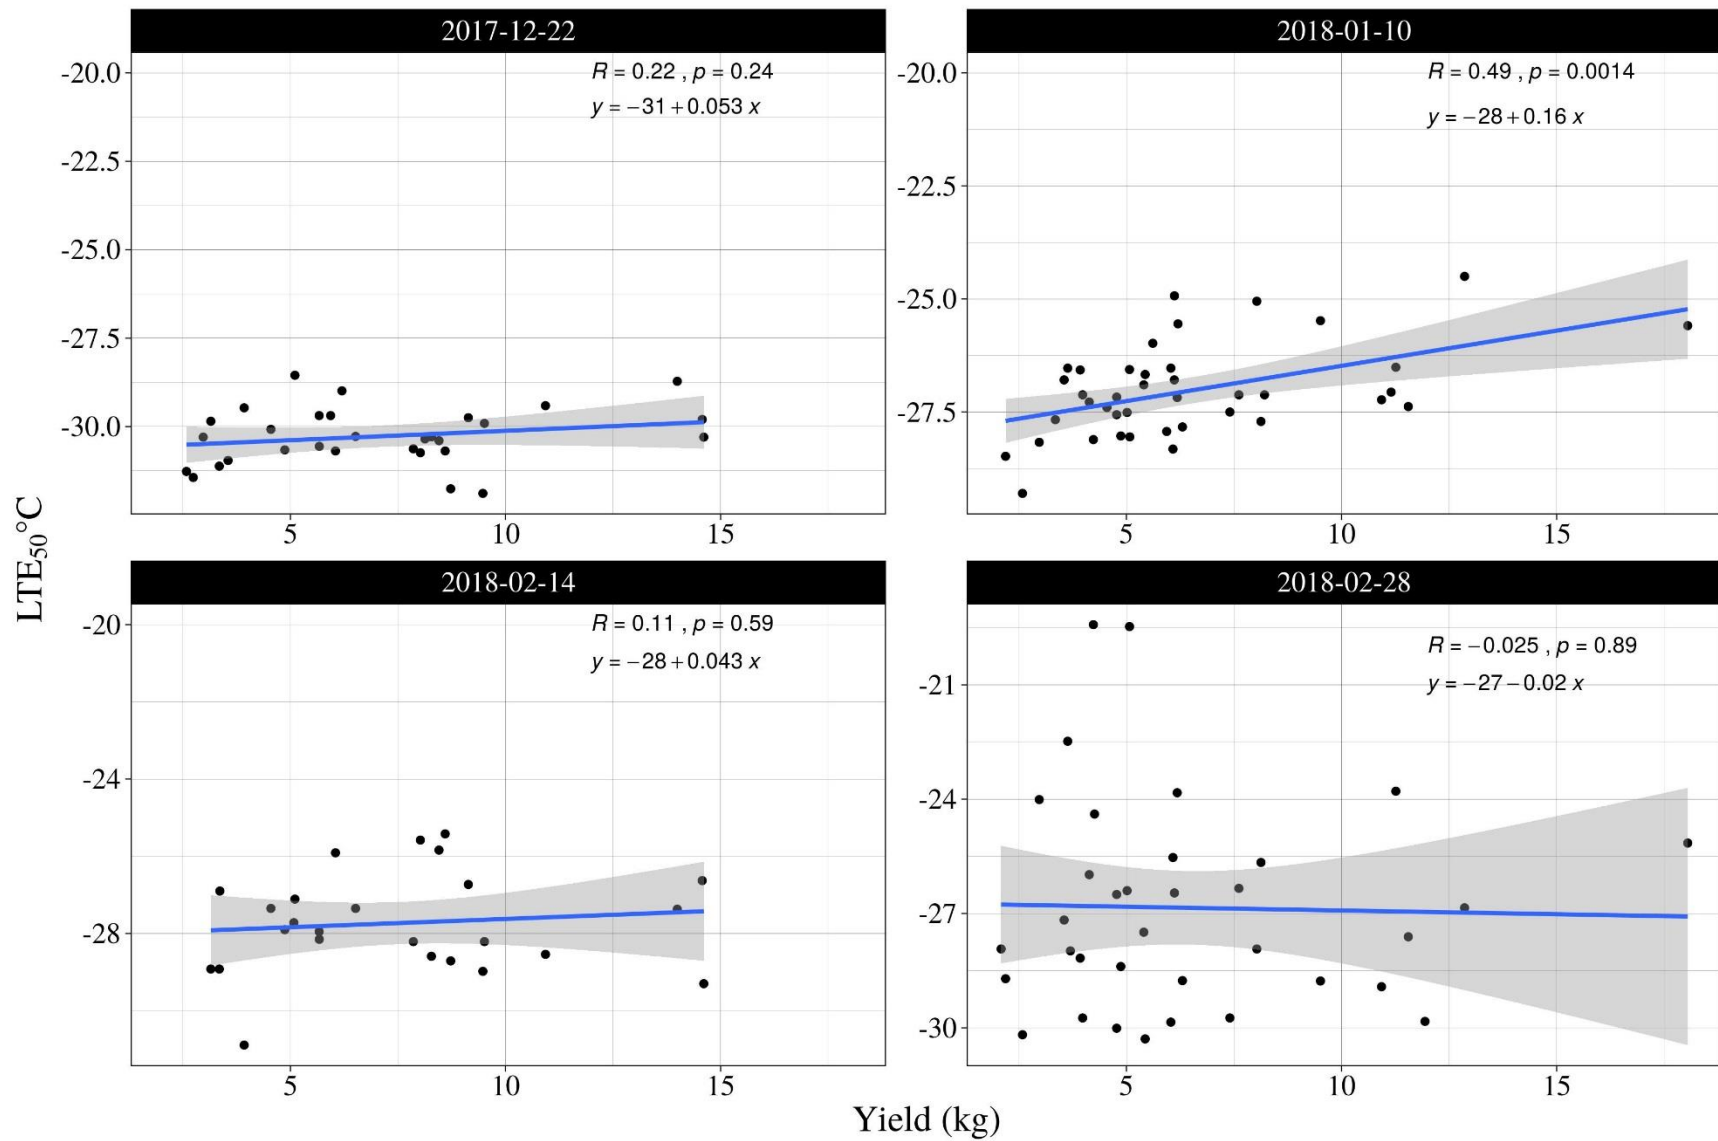 2017-12-22
R = 0.22 , p = 0.24
y = −31 + 0.053 x
-20.0
-22.5
-25.0
-27.5
-30.0
5 10 15
2018-01-10
R = 0.49 , p = 0.0014
y = −28 + 0.16 x
-20.0
-22.5
-25.0
-27.5
5 10 15
2018-02-14
R = 0.11 , p = 0.59
y = −28 + 0.043 x
-20
-24
-28
5 10 15
2018-02-28
R = −0.025 , p = 0.89
y = −27 − 0.02 x
-21
-24
-27
-30
5 10 15
LTE₅₀°C
Yield (kg)